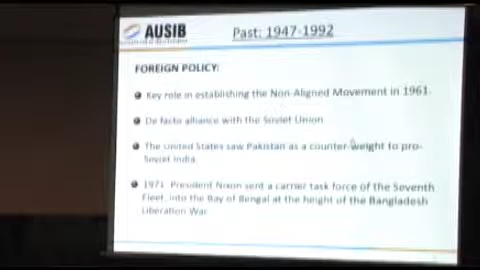 AUSIB
Past: 1947-1992
FOREIGN POLICY:
Key role in establishing the Non-Aligned Movement in 1961.
De facto alliance with the Soviet Union
The United States saw Pakistan as a counter-weight to pro-
Soviet India.
1971. President Nixon sent a carrier task force of the Seventh
Fleet, into the Bay of Bengal at the height of the Bangladesh
Liberation War